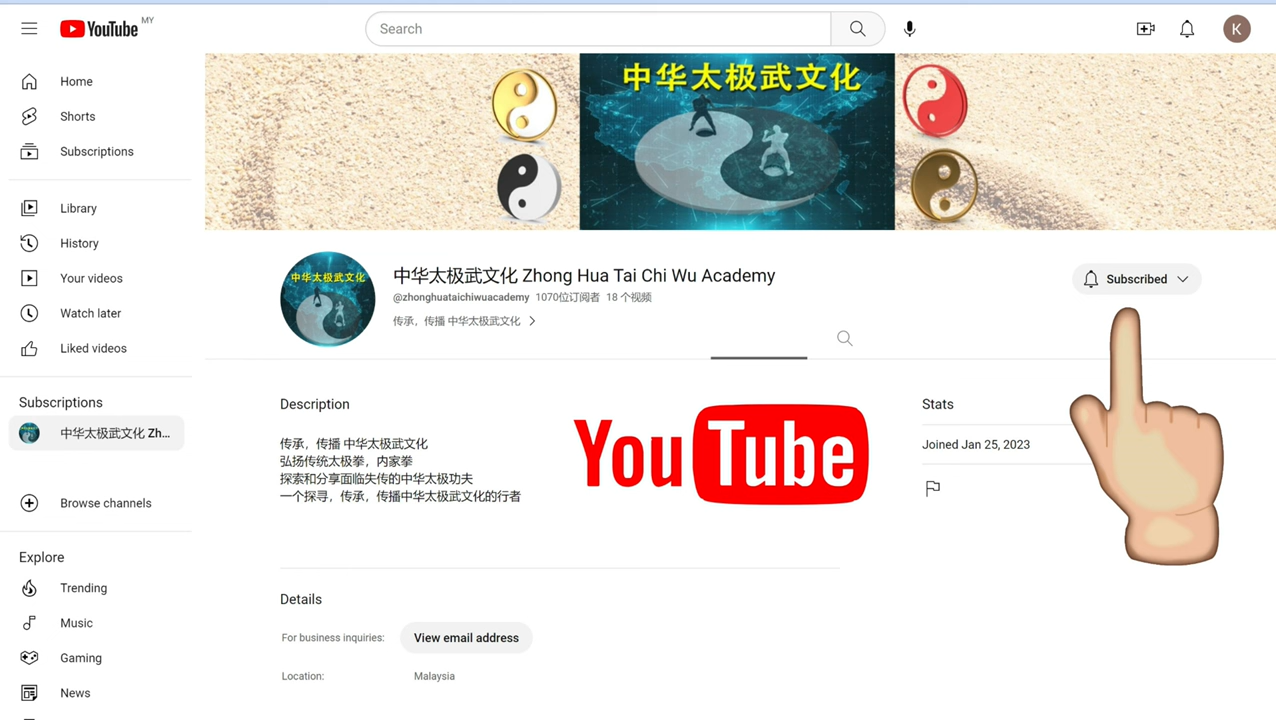 YouTube MY
Search
K
Home
Shorts
Subscriptions
Library
History
Your videos
Watch later
Liked videos
Subscriptions
中华太极武文化 Zh...
Browse channels
Explore
Trending
Music
Gaming
News
中华太极武文化
中华太极武文化
中华太极武文化 Zhong Hua Tai Chi Wu Academy
@zhonghuataichiwuacademy 1070位订阅者 18 个视频
传承，传播 中华太极武文化
Subscribed
Description
传承，传播 中华太极武文化
弘扬传统太极拳，内家拳
探索和分享面临失传的中华太极功夫
一个探寻，传承，传播中华太极武文化的行者
YouTube
Stats
Joined Jan 25, 2023
Details
For business inquiries: View email address
Location: Malaysia